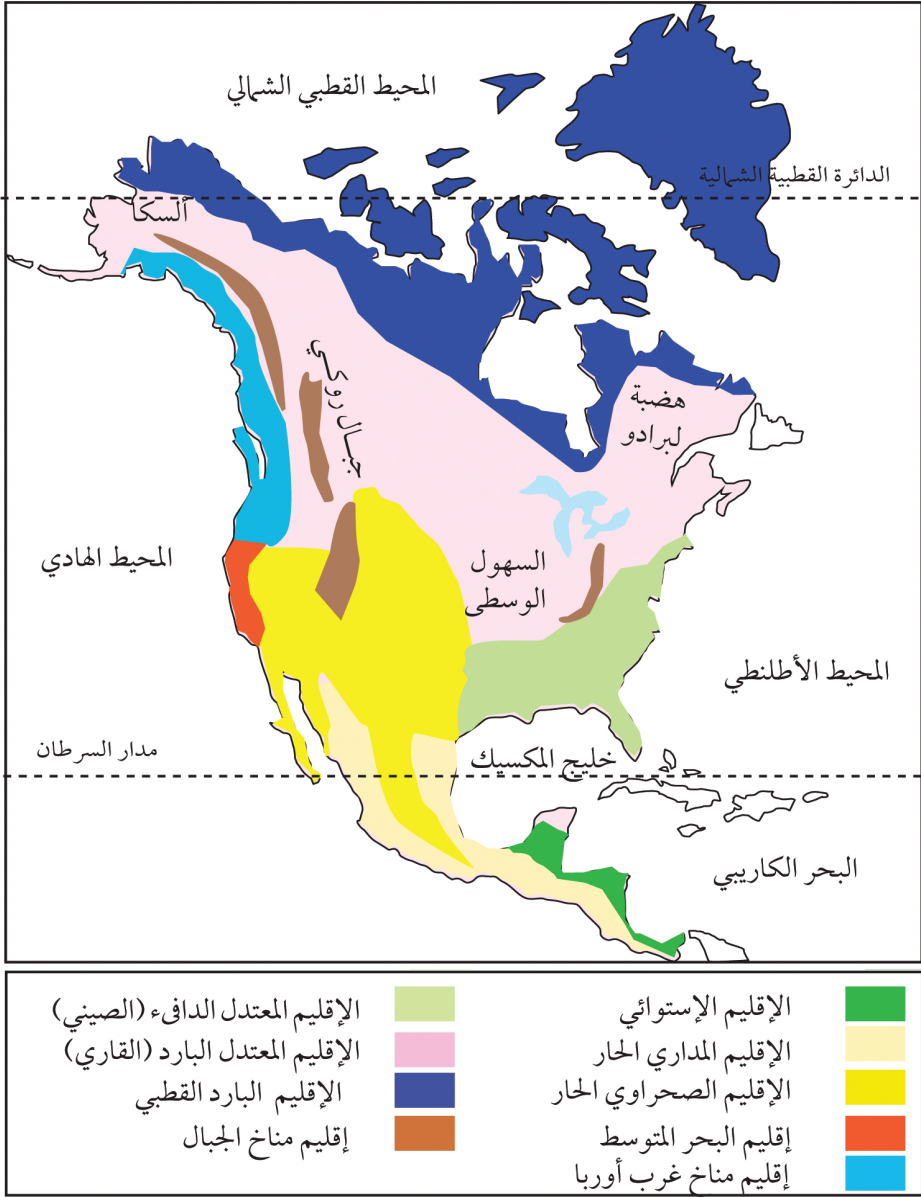 المحيط القطبي الشمالي
الدائرة القطبية الشمالية
ألسكا
جبال روكي
هضبة
لبرادو
المحيط الهادي
السهول
الوسطى
المحيط الأطلنطي
مدار السرطان
خليج المكسيك
البحر الكاريبي
الإقليم الإستوائي
الإقليم المداري الحار
الإقليم الصحراوي الحار
إقليم البحر المتوسط
إقليم مناخ غرب أوربا
الإقليم المعتدل الدافىء (الصيني)
الإقليم المعتدل البارد (القاري)
الإقليم البارد القطبي
إقليم مناخ الجبال